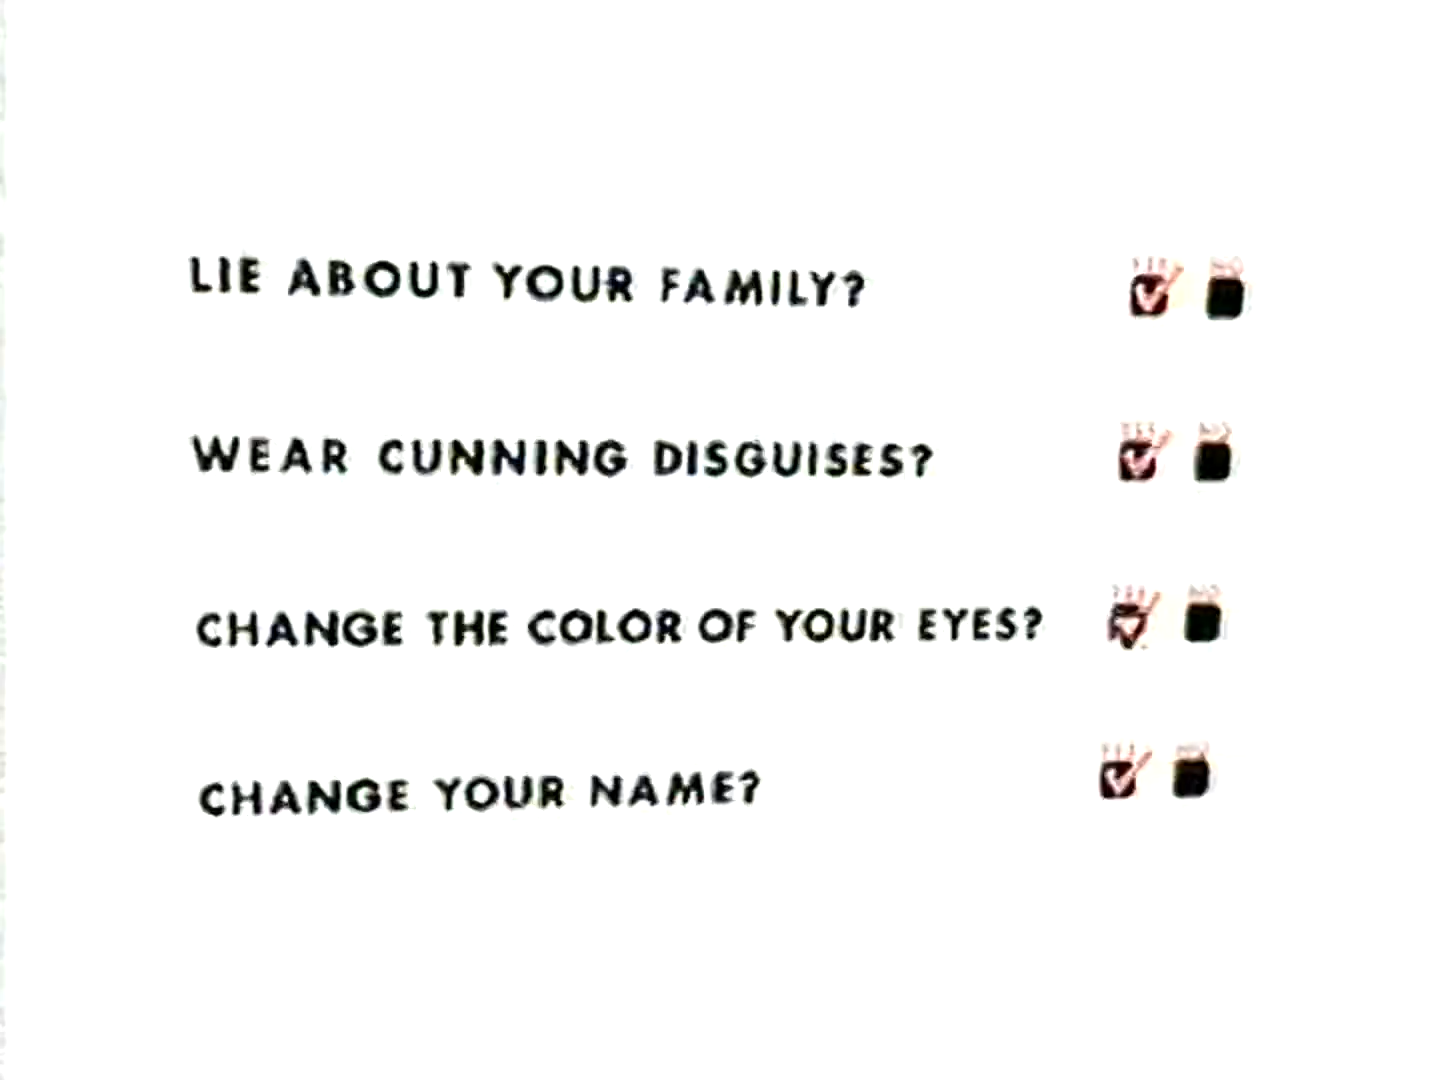 LIE ABOUT YOUR FAMILY?
WEAR CUNNING DISGUISES?
CHANGE THE COLOR OF YOUR EYES?
CHANGE YOUR NAME?